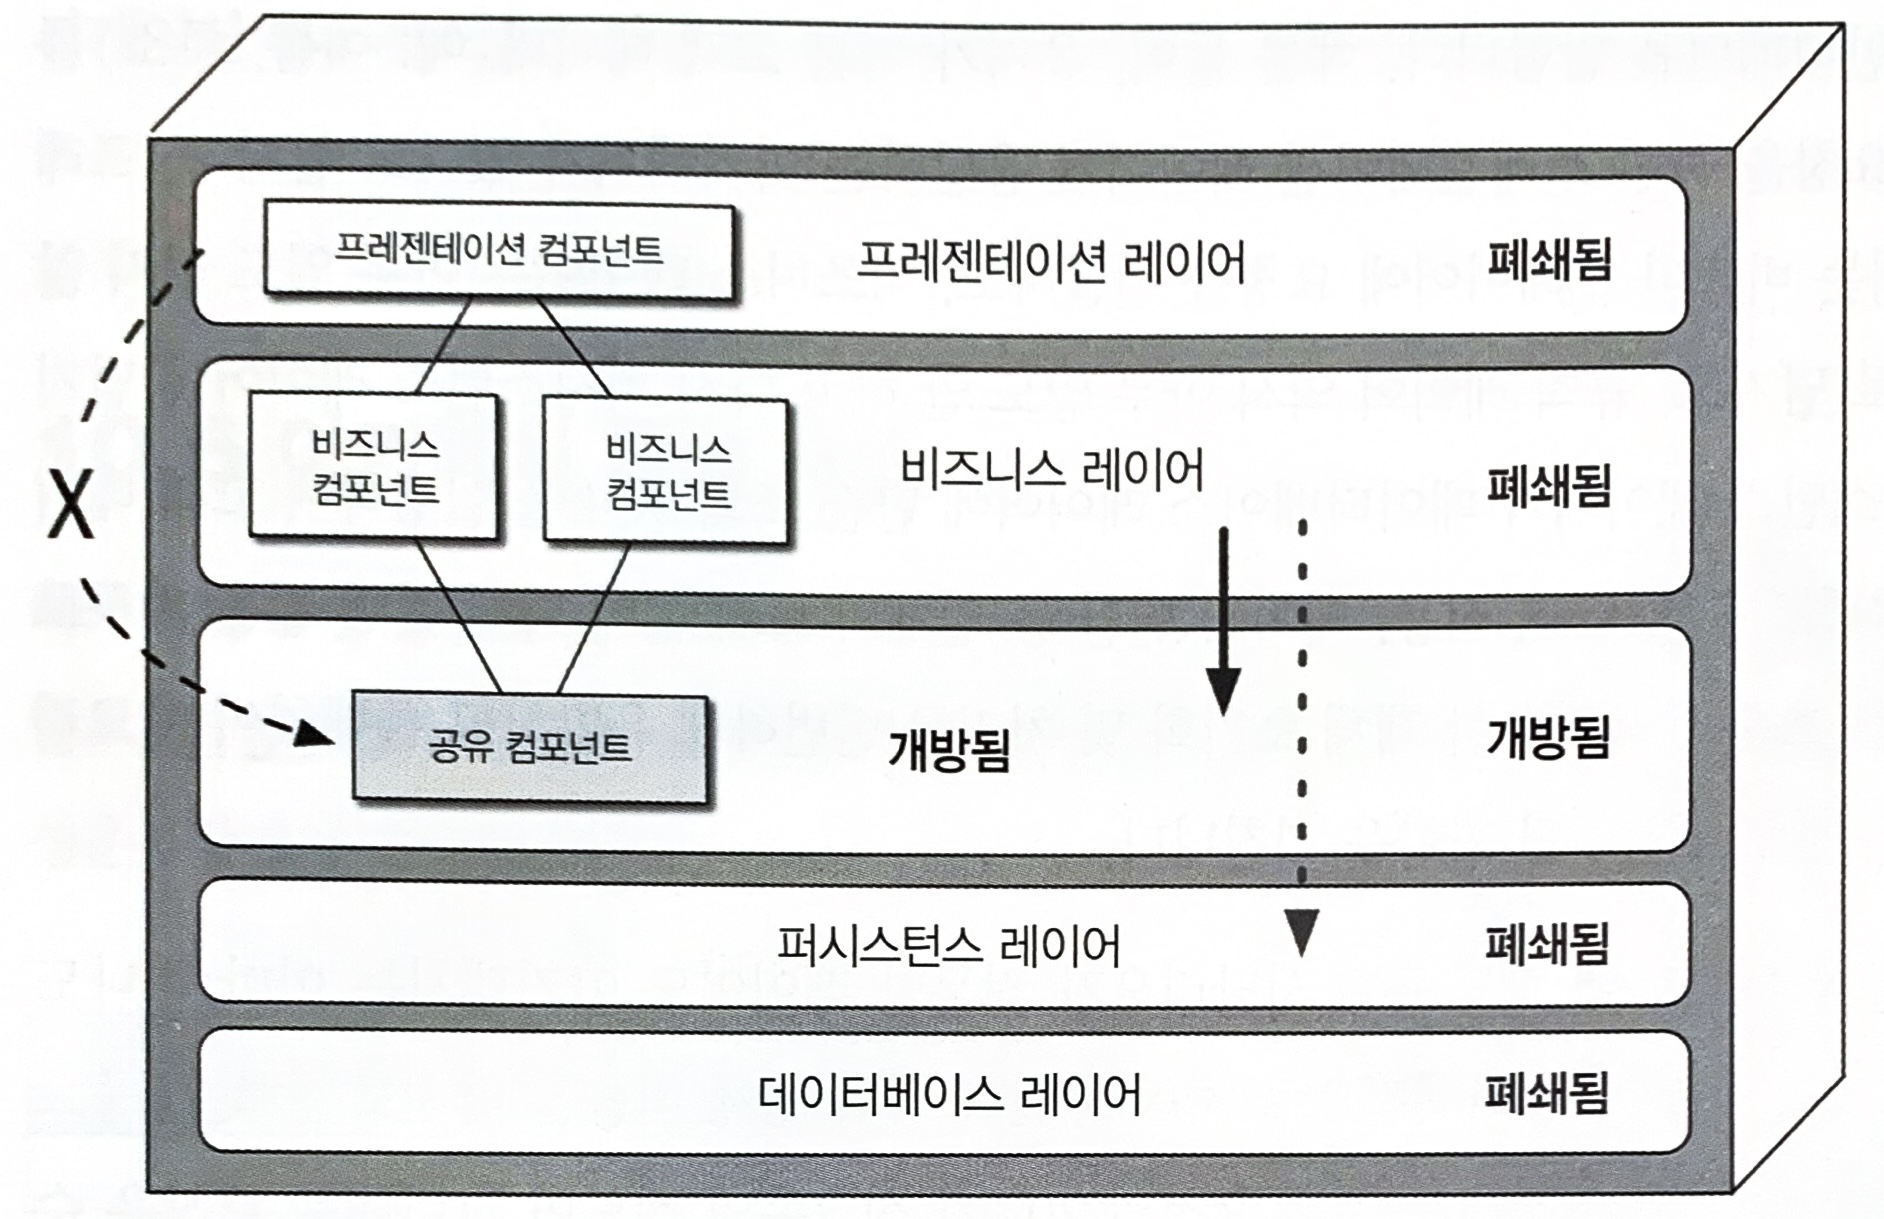 프레젠테이션 컴포넌트
프레젠테이션 레이어
폐쇄됨
비즈니스
컴포넌트
비즈니스
컴포넌트
비즈니스 레이어
폐쇄됨
X
공유 컴포넌트
개방됨
개방됨
퍼시스턴스 레이어
폐쇄됨
데이터베이스 레이어
폐쇄됨